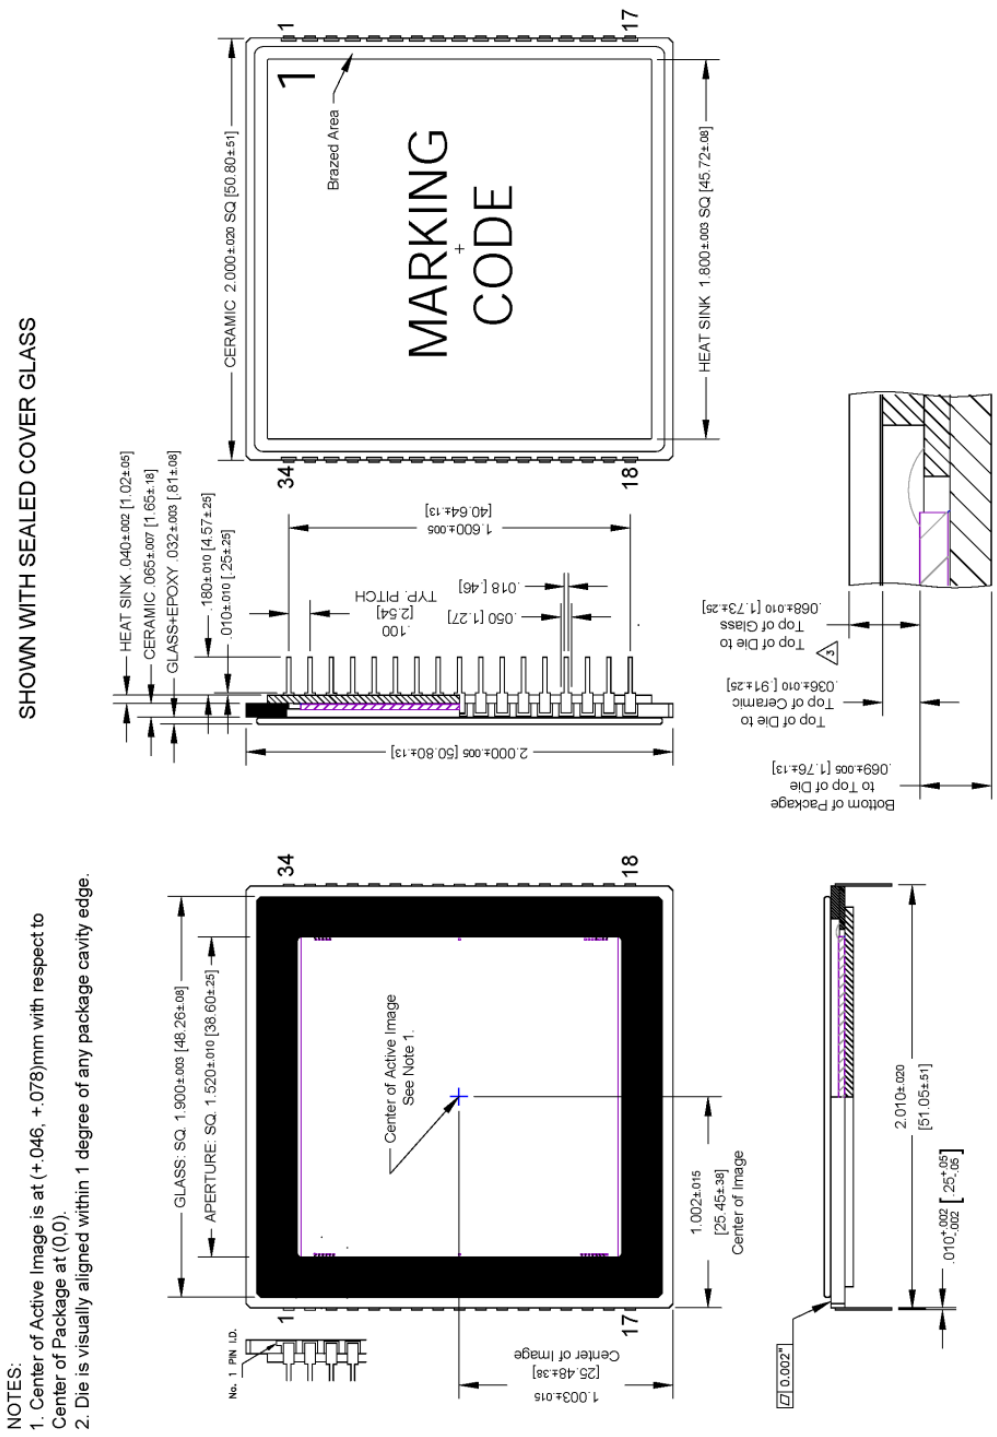 SHOWN WITH SEALED COVER GLASS
HEAT SINK .040±.002 [1.02±.05]
CERAMIC .065±.007 [1.65±.18]
GLASS+EPOXY .032±.003 [.81±.08]
.180±.010 [4.57±.25]
.010±.010 [.25±.25]
CERAMIC 2.000±.020 SQ [50.80±.51]
1
17
34
18
1
Brazed Area
MARKING
+
CODE
HEAT SINK 1.800±.003 SQ [45.72±.08]
1.600±.005
[40.64±.13]
.100
[2.54]
TYP. PITCH
.050 [1.27]
.018 [.46]
2.000±.005 [50.80±.13]
Top of Die to
Top of Glass
.068±.010 [1.73±.25]
3
Top of Die to
Top of Ceramic
.036±.010 [.91±.25]
Bottom of Package
to Top of Die
.069±.005 [1.76±.13]
NOTES:
1. Center of Active Image is at (+.046, +.078)mm with respect to
Center of Package at (0,0).
2. Die is visually aligned within 1 degree of any package cavity edge.
GLASS: SQ. 1.900±.003 [48.26±.08]
APERTURE: SQ. 1.520±.010 [38.60±.25]
34
18
1
17
Center of Active Image
See Note 1.
1.002±.015
[25.45±.38]
Center of Image
1.003±.015
[25.48±.38]
Center of Image
No. 1 PIN I.D.
2.010±.020
[51.05±.51]
.010+.002-.002 [.25+.05-.05]
0.002"